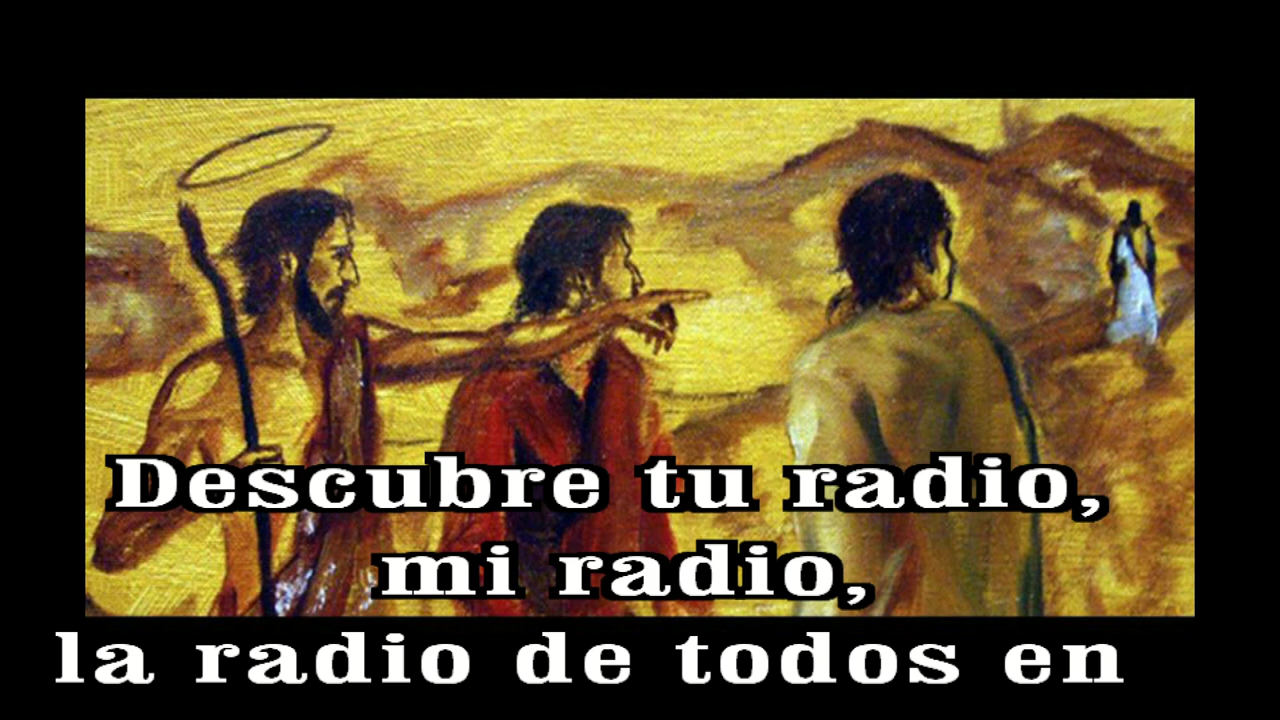 Descubre tu radio,
mi radio,
la radio de todos en